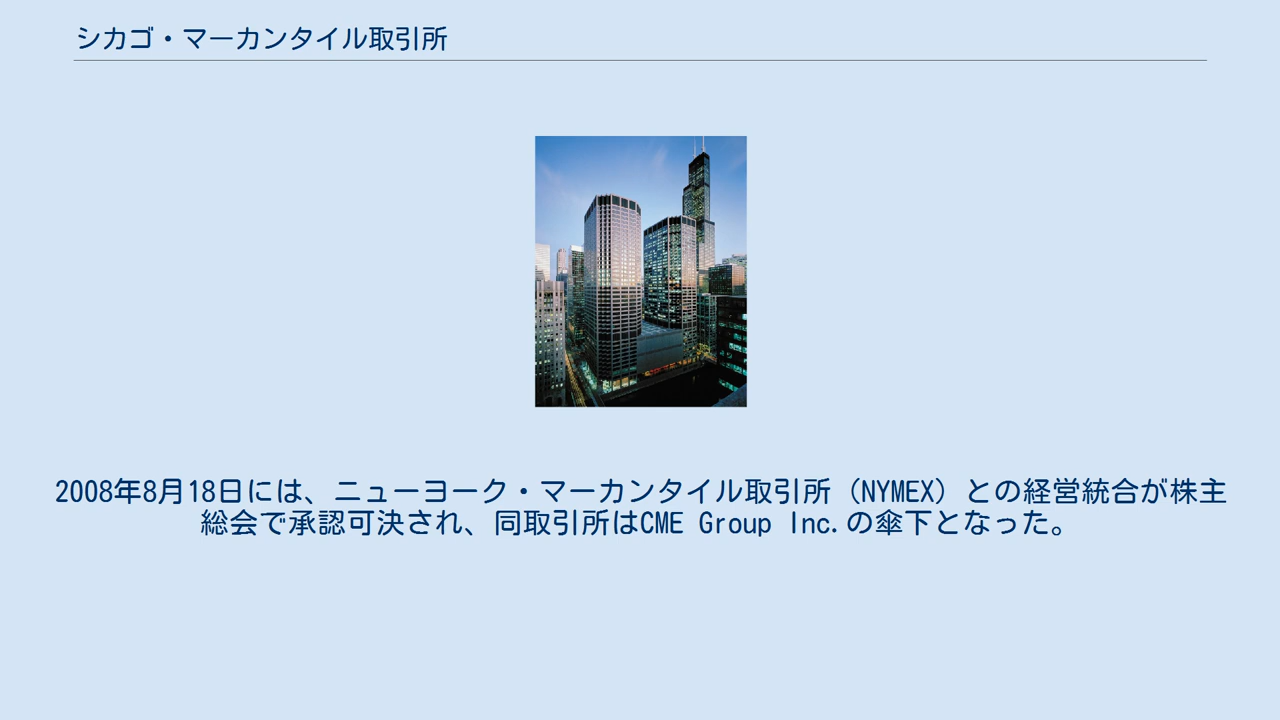 シカゴ・マーカンタイル取引所
2008年8月18日には、ニューヨーク・マーカンタイル取引所（NYMEX）との経営統合が株主
総会で承認可決され、同取引所はCME Group Inc.の傘下となった。